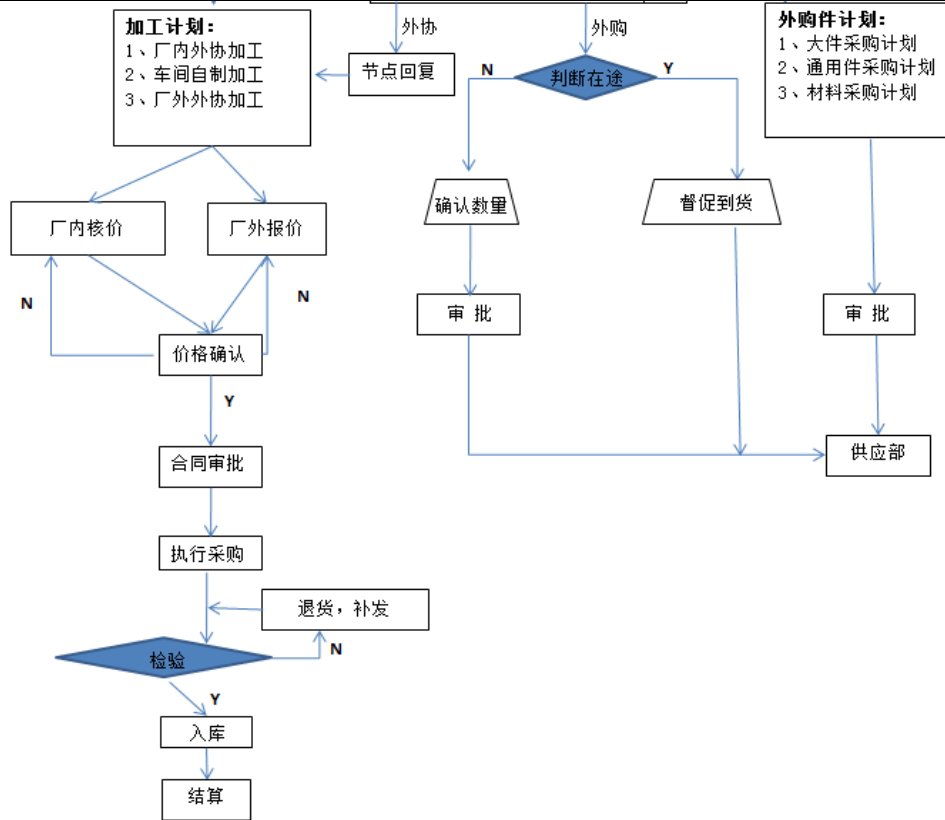 加工计划：
1、厂内外协加工
2、车间自制加工
3、厂外外协加工
外协
外购
外购件计划：
1、大件采购计划
2、通用件采购计划
3、材料采购计划
节点回复
N
判断在途
Y
厂内核价
厂外报价
确认数量
督促到货
N
N
审 批
审 批
价格确认
Y
合同审批
供应部
执行采购
退货，补发
检验
N
Y
入库
结算